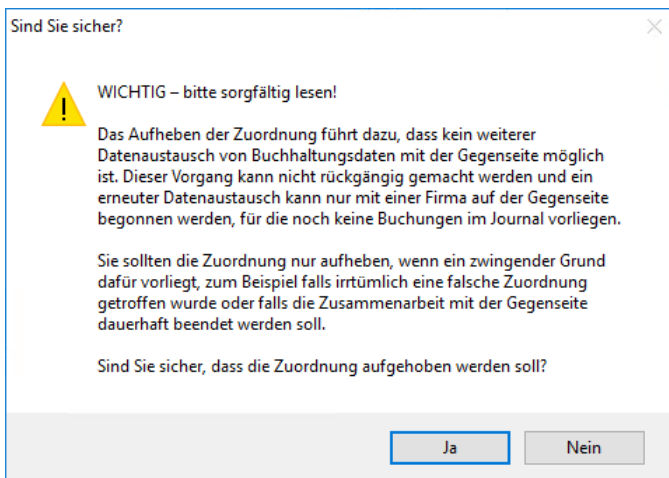 Sind Sie sicher?
WICHTIG – bitte sorgfältig lesen!
Das Aufheben der Zuordnung führt dazu, dass kein weiterer
Datenaustausch von Buchhaltungsdaten mit der Gegenseite möglich
ist. Dieser Vorgang kann nicht rückgängig gemacht werden und ein
erneuter Datenaustausch kann nur mit einer Firma auf der Gegenseite
begonnen werden, für die noch keine Buchungen im Journal vorliegen.
Sie sollten die Zuordnung nur aufheben, wenn ein zwingender Grund
dafür vorliegt, zum Beispiel falls irrtümlich eine falsche Zuordnung
getroffen wurde oder falls die Zusammenarbeit mit der Gegenseite
dauerhaft beendet werden soll.
Sind Sie sicher, dass die Zuordnung aufgehoben werden soll?
Ja
Nein